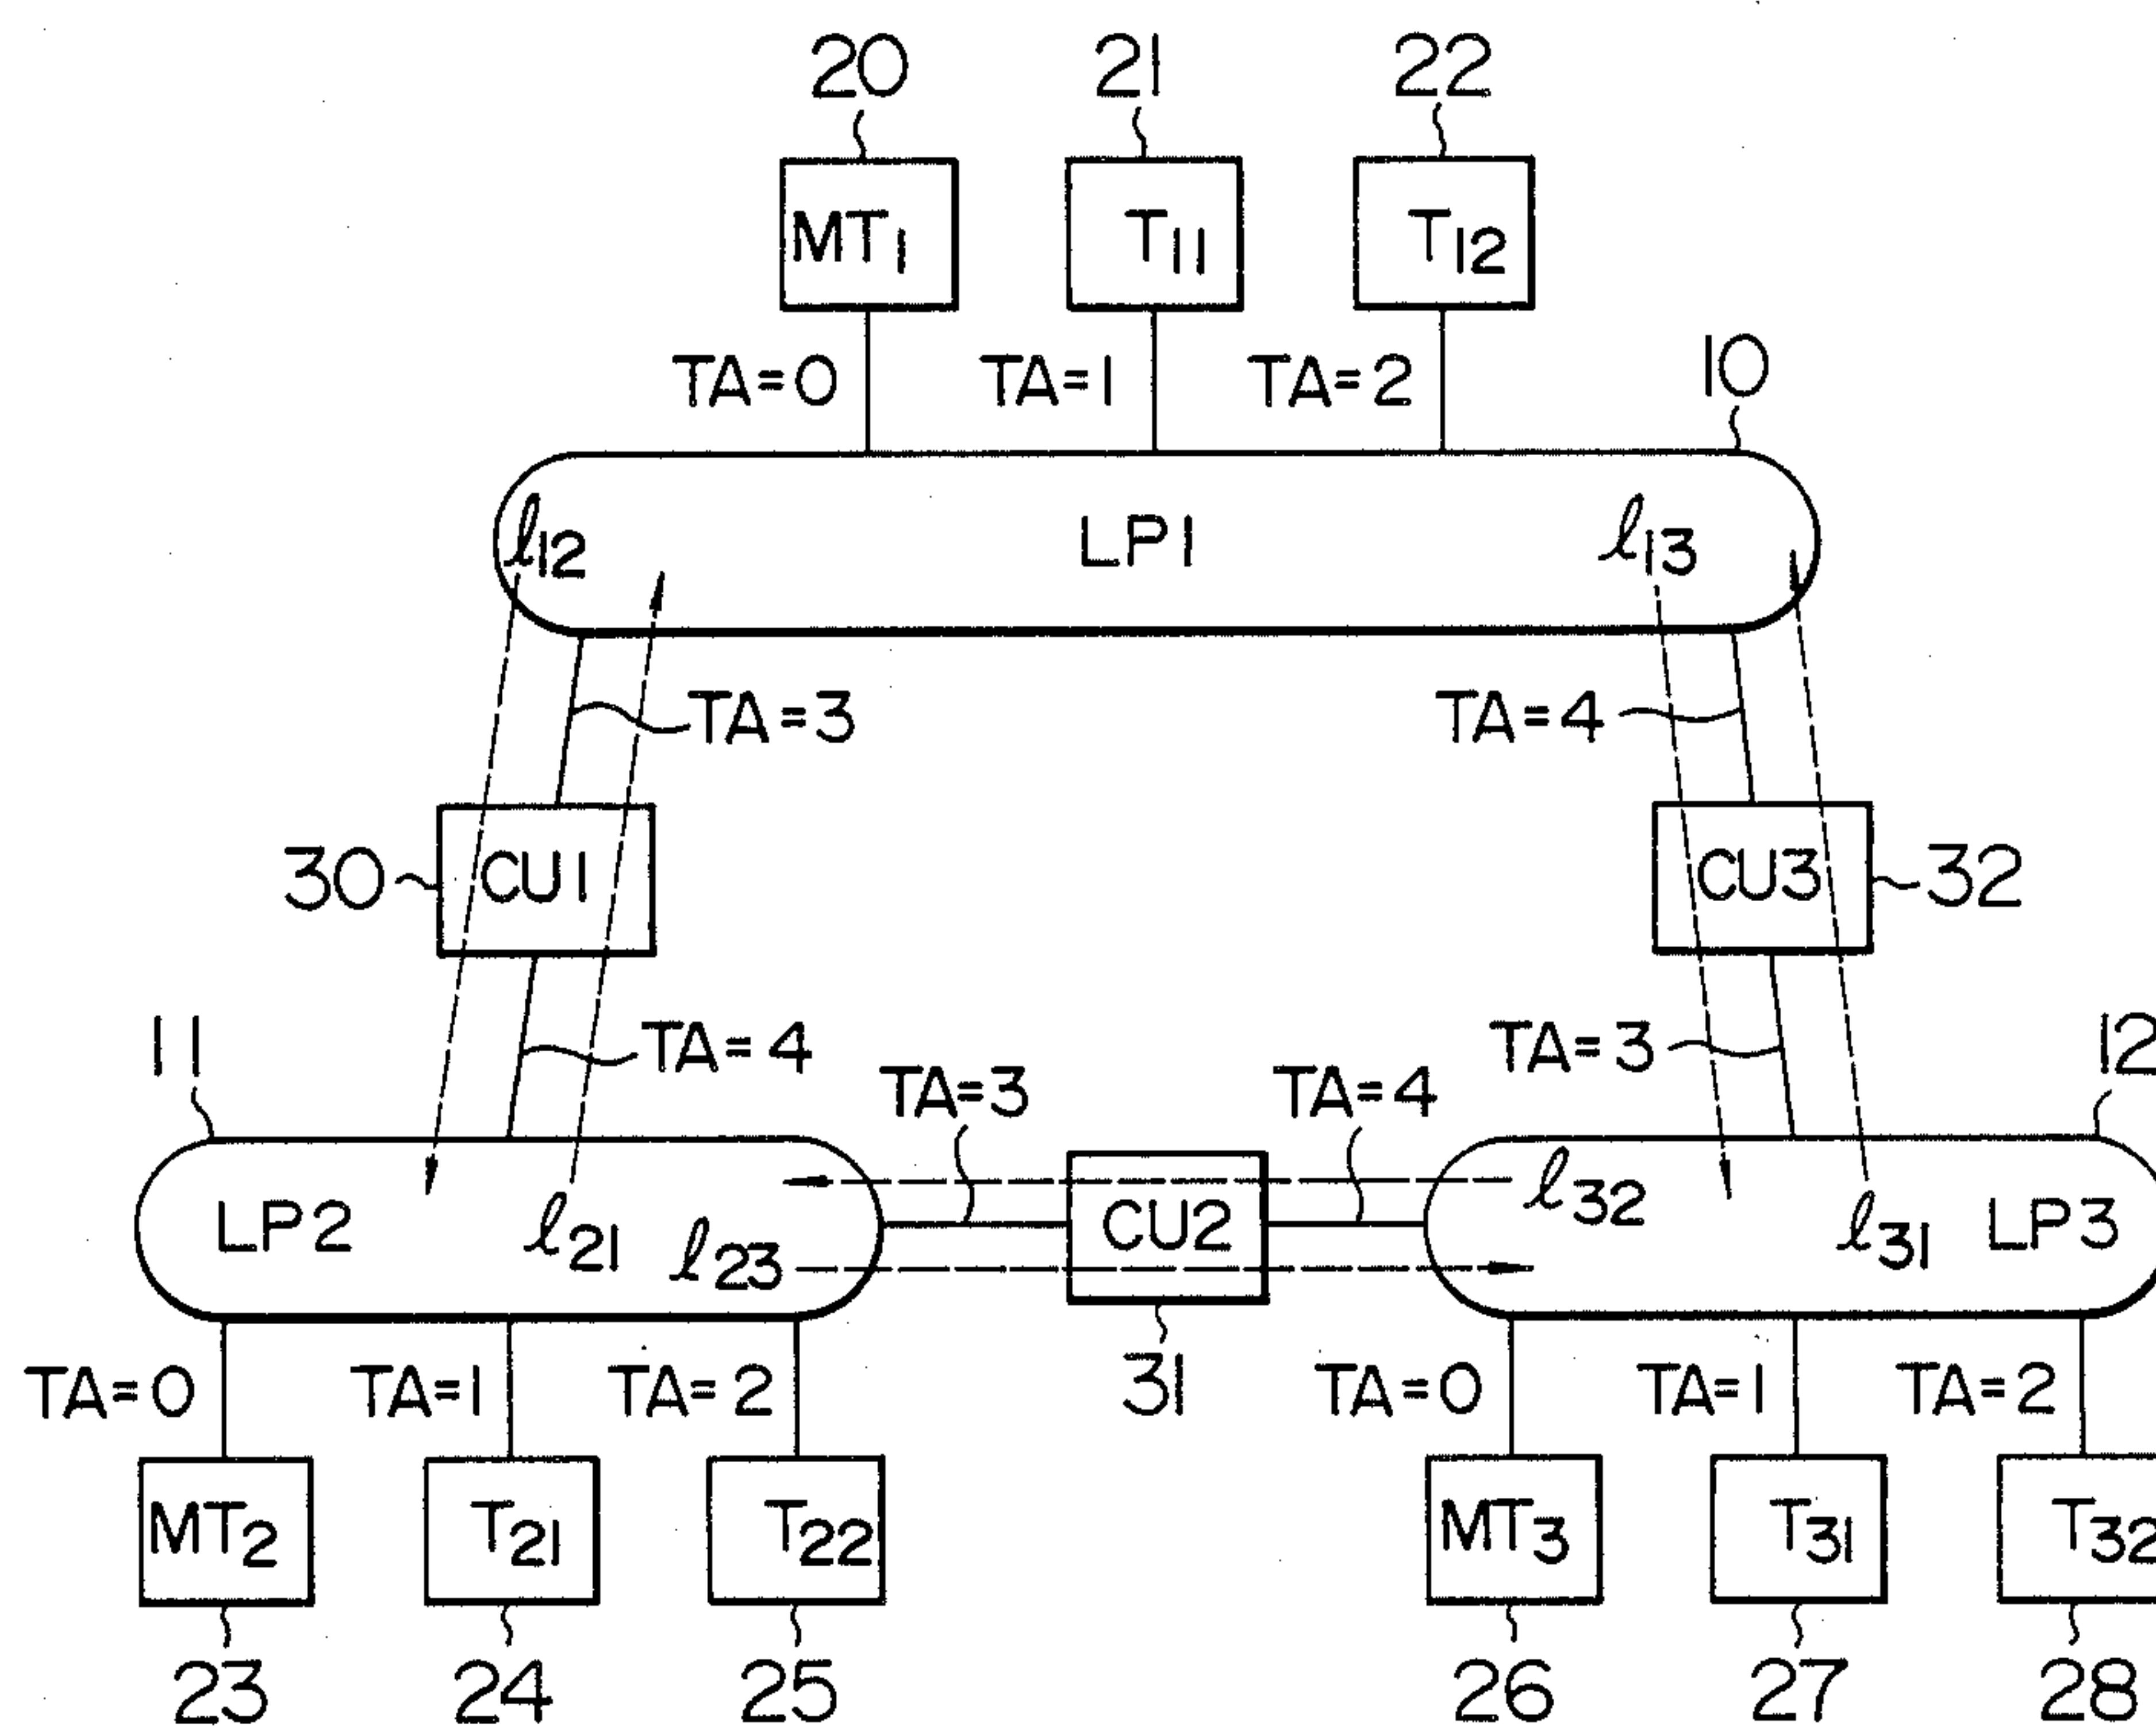 20 21 22
MT1 T11 T12
TA=0 TA=1 TA=2 10
ℓ12 LP1 ℓ13
TA=3 TA=4
30 CU1 CU3 32
11 TA=4 TA=3 12
TA=3 TA=4
LP2 ℓ21 ℓ23 CU2 ℓ32 ℓ31 LP3
TA=0 TA=1 TA=2 31 TA=0 TA=1 TA=2
MT2 T21 T22 MT3 T31 T32
23 24 25 26 27 28